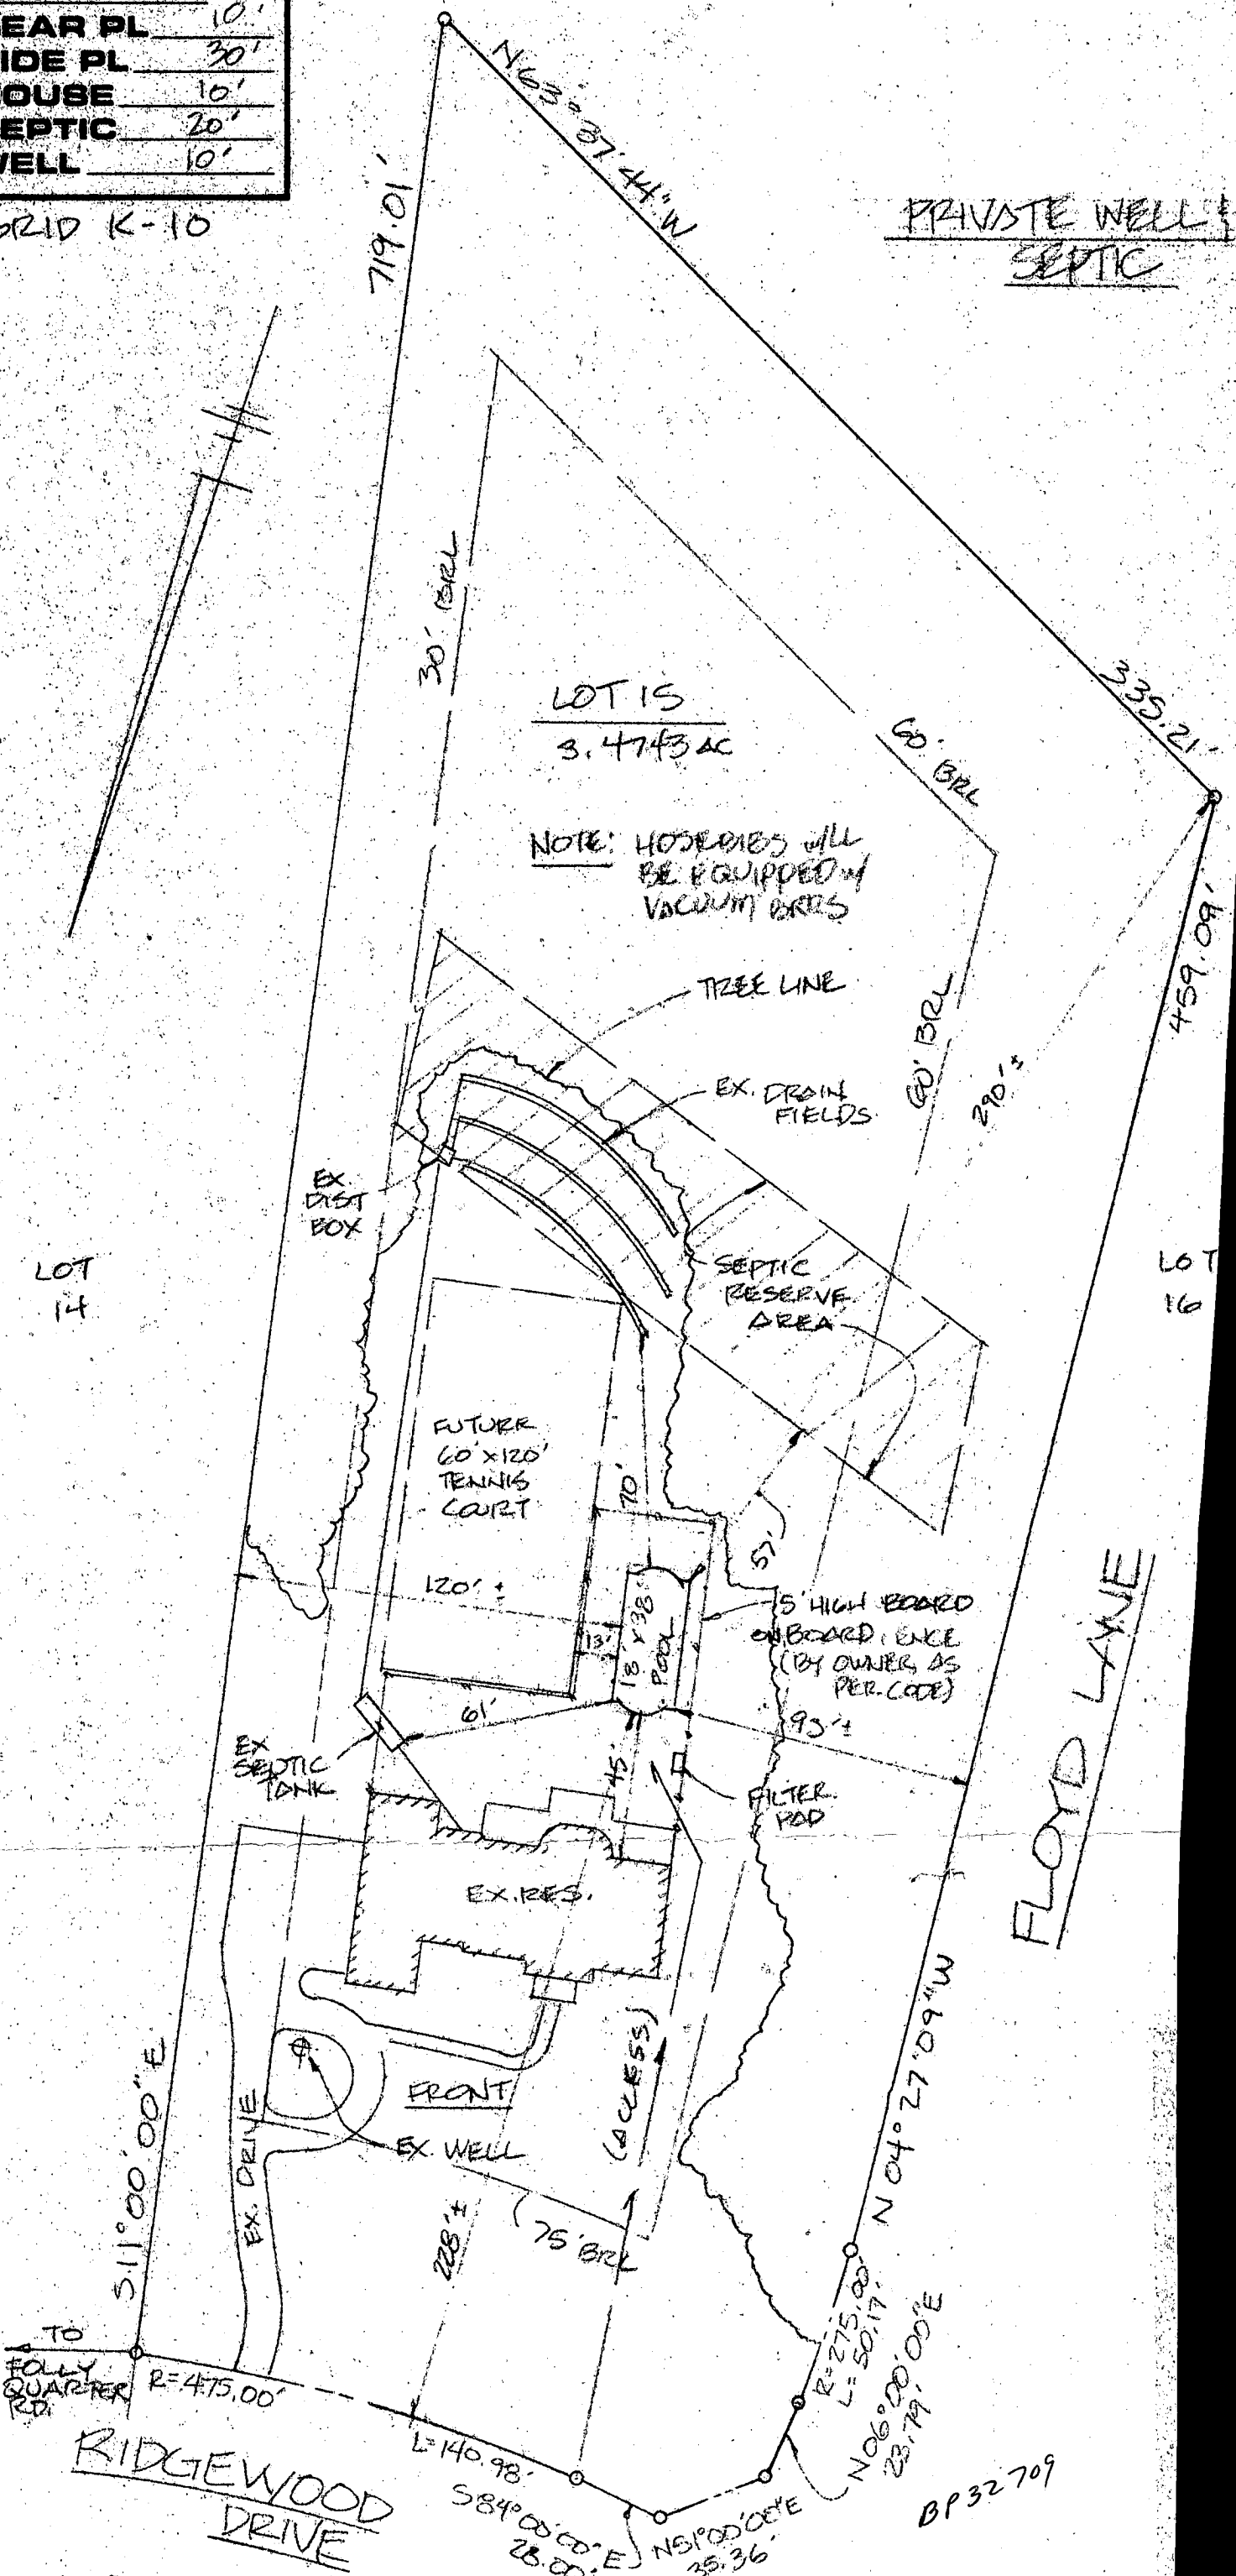 EAR PL 10'
IDE PL 30'
OUSE 10'
EPTIC 20'
WELL 10'
GRID K-10
PRIVATE WELL &
SEPTIC
N63°37'44"W
719.01'
30' BRL
LOT 15
3.4743 AC
60' BRL
335.21'
NOTE: HOSEBIBS WILL
BE EQUIPPED W/
VACUUM BRKS
459.09'
TREE LINE
60' BRL
290'±
EX. DRAIN
FIELDS
EX
DIST
BOX
LOT
14
LOT
16
SEPTIC
RESERVE
AREA
FUTURE
60'x120'
TENNIS
COURT
70'
57'
120'±
13'
18'x38'
POOL
5' HIGH BOARD
ON BOARD FENCE
(BY OWNER AS
PER CODE)
61'
93'±
45'
EX
SEPTIC
TANK
FILTER
PAD
FLOYD LANE
EX. RES.
N 04°27'09"W
(ACCESS)
FRONT
EX. WELL
S11°00'00"E
EX. DRIVE
228'±
75' BRL
R=275.00'
L=50.17'
N06°00'00"E
23.79'
TO
FOLLY
QUARTER
RD.
R=475.00'
L=140.98'
RIDGEWOOD
DRIVE
S84°00'00"E
28.00'
N51°00'00"E
35.36'
BP32709